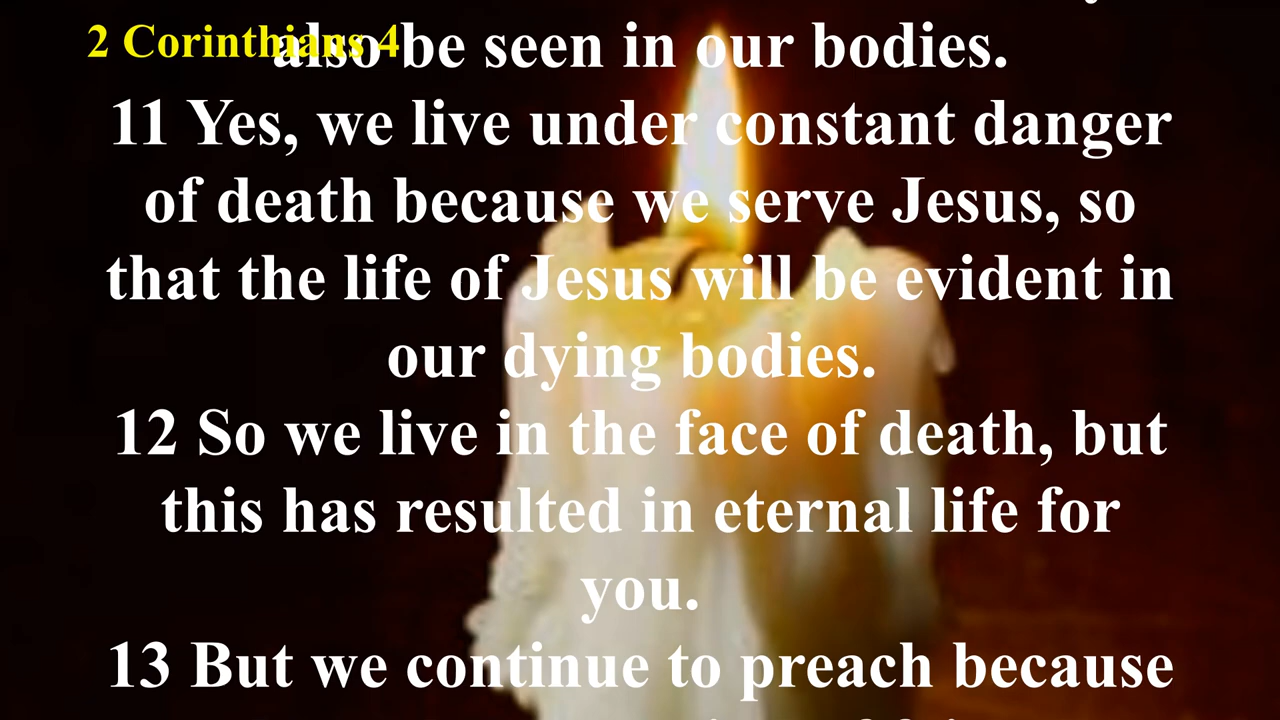 2 Corinthians 4
also be seen in our bodies.
11 Yes, we live under constant danger
of death because we serve Jesus, so
that the life of Jesus will be evident in
our dying bodies.
12 So we live in the face of death, but
this has resulted in eternal life for
you.
13 But we continue to preach because